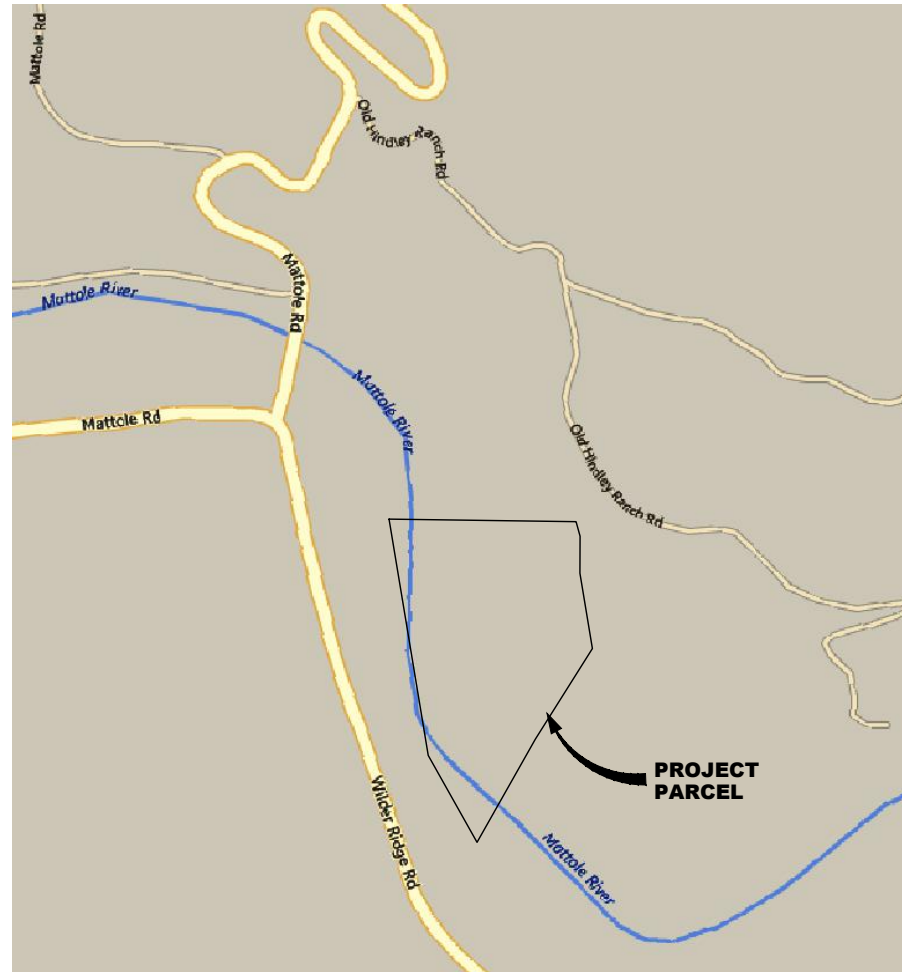 Mattole Rd
Old Hindley Ranch Rd
Mattole Rd
Mattole River
Mattole River
Mattole Rd
Old Hindley Ranch Rd
PROJECT
PARCEL
Wilder Ridge Rd
Mattole River